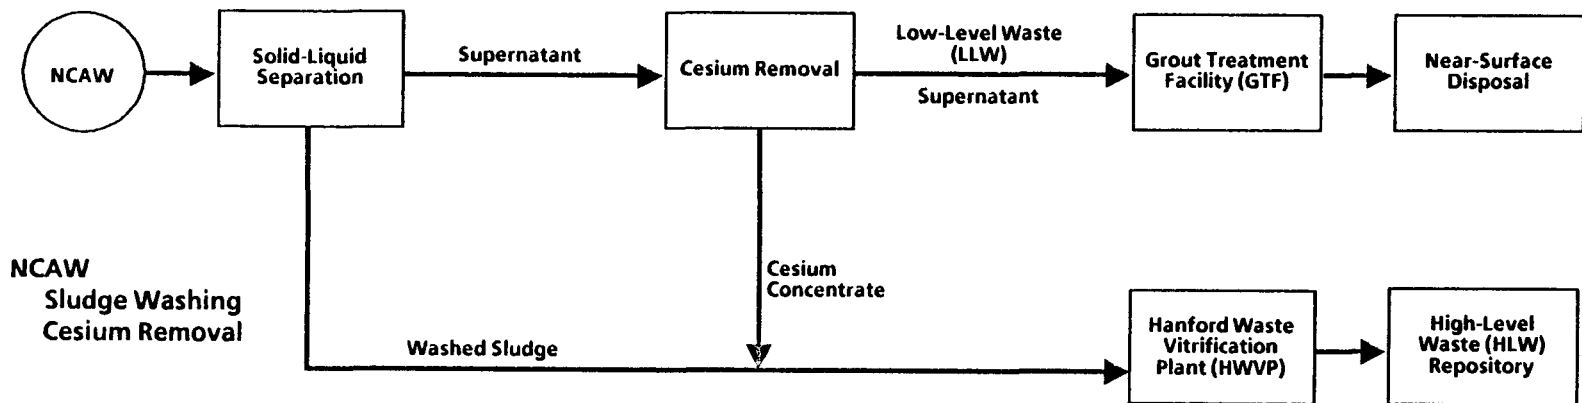 NCAW
Solid-Liquid
Separation
Supernatant
Cesium Removal
Low-Level Waste
(LLW)
Supernatant
Grout Treatment
Facility (GTF)
Near-Surface
Disposal
NCAW
Sludge Washing
Cesium Removal
Cesium
Concentrate
Washed Sludge
Hanford Waste
Vitrification
Plant (HWVP)
High-Level
Waste (HLW)
Repository